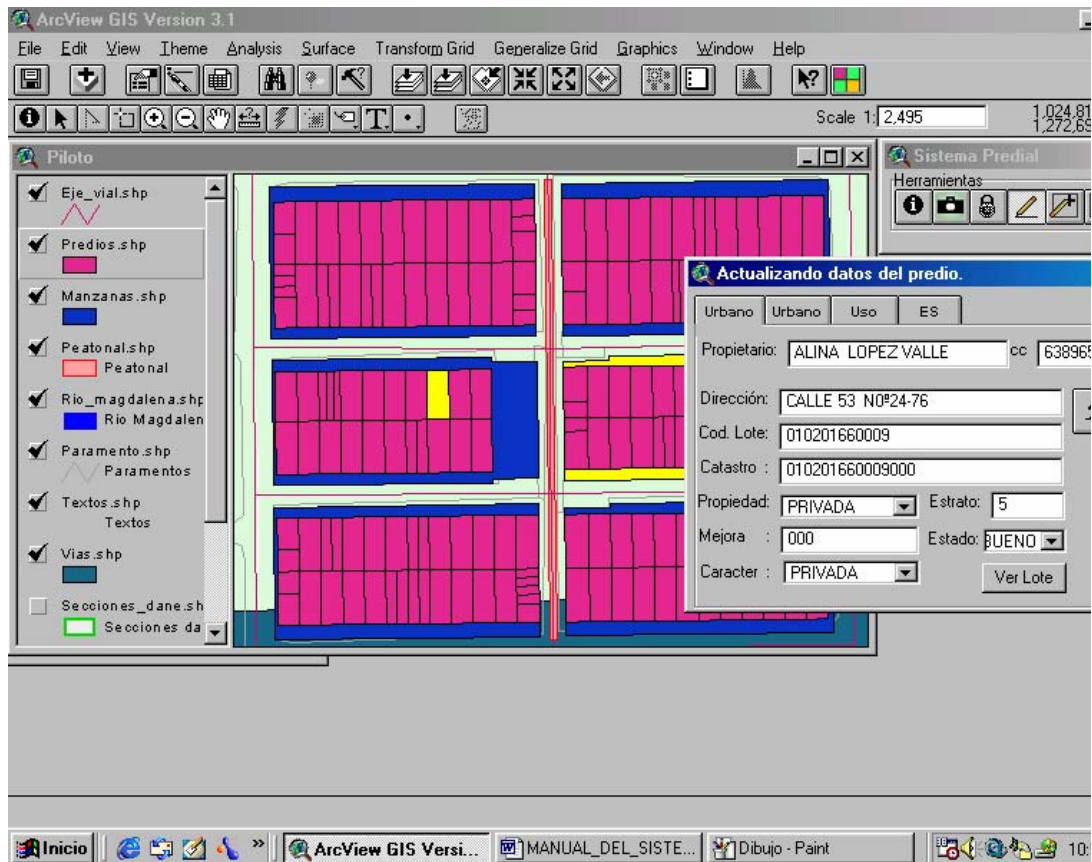 ArcView GIS Version 3.1
File Edit View Theme Analysis Surface Transform Grid Generalize Grid Graphics Window Help
Scale 1: 2,495
1,024,81
1,272,69
Piloto
Sistema Predial
Herramientas
Eje_vial.shp
Predios.shp
Manzanas.shp
Peatonal.shp
Peatonal
Rio_magdalena.shp
Rio Magdalen
Paramento.shp
Paramentos
Textos.shp
Textos
Vias.shp
Secciones_dane.sh
Secciones da
Actualizando datos del predio.
Urbano Urbano Uso ES
Propietario: ALINA LOPEZ VALLE cc 638965
Dirección: CALLE 53 N0º24-76
Cod. Lote: 010201660009
Catastro : 010201660009000
Propiedad: PRIVADA Estrato: 5
Mejora : 000 Estado: BUENO
Caracter : PRIVADA Ver Lote
Inicio » ArcView GIS Versi... MANUAL_DEL_SISTE... Dibujo - Paint 10